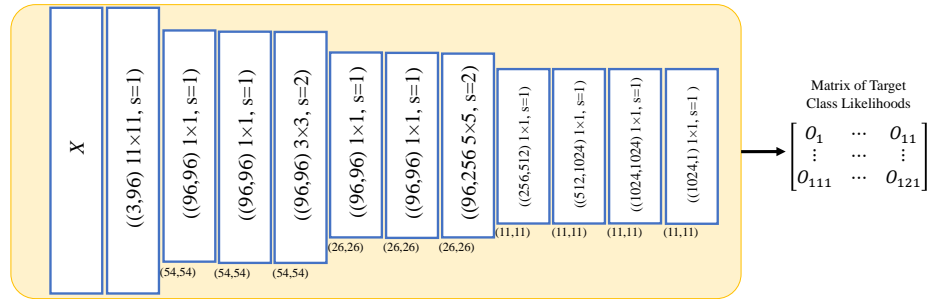 X
((3,96) 11×11, s=1)
((96,96) 1×1, s=1)
((96,96) 1×1, s=1)
((96,96) 3×3, s=2)
((96,96) 1×1, s=1)
((96,96) 1×1, s=1)
((96,256 5×5, s=2)
((256,512) 1×1, s=1)
((512,1024) 1×1, s=1)
((1024,1024) 1×1, s=1)
((1024,1) 1×1, s=1 )
(54,54)
(54,54)
(54,54)
(26,26)
(26,26)
(26,26)
(11,11)
(11,11)
(11,11)
(11,11)
Matrix of Target
Class Likelihoods
O₁ ⋯ O₁₁
⋮ ⋯ ⋮
O₁₁₁ ⋯ O₁₂₁